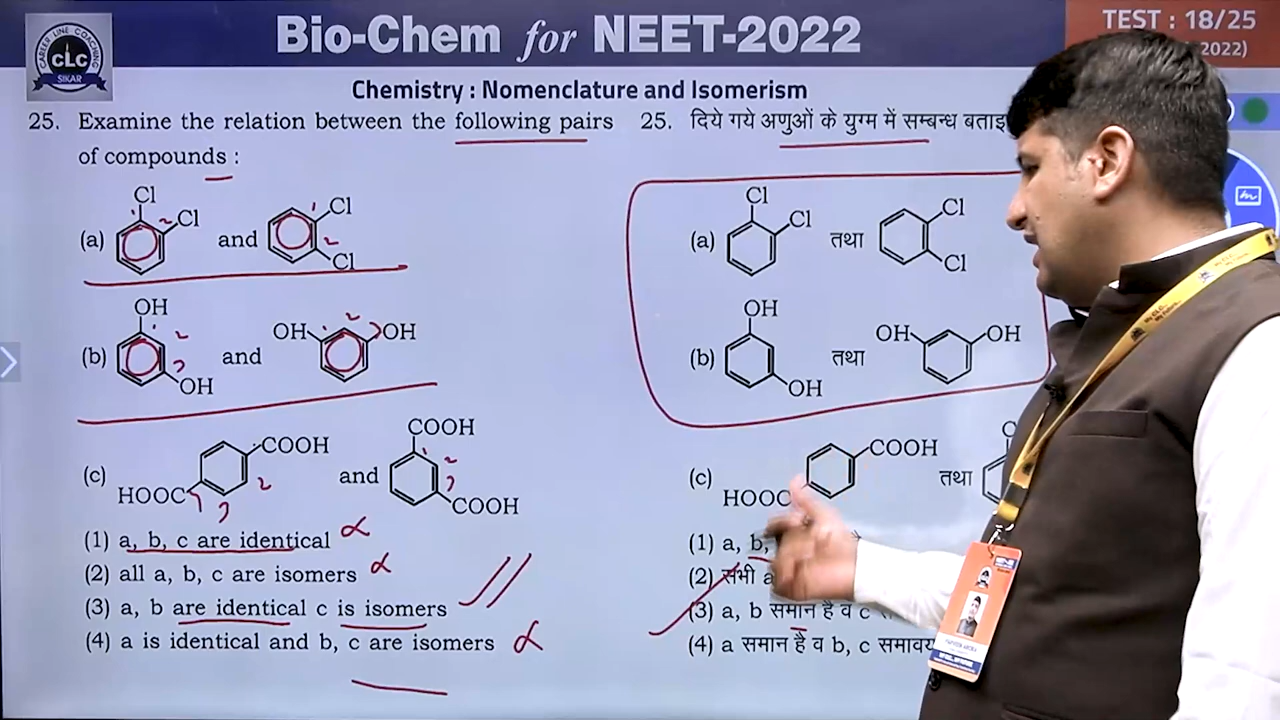 CAREER LINE COACHING
CLC
SIKAR
Bio-Chem for NEET-2022
TEST : 18/25
2022)
Chemistry : Nomenclature and Isomerism
25. Examine the relation between the following pairs
of compounds :
(a) Cl Cl and Cl Cl
(b) OH OH and OH OH
(c) HOOC COOH and COOH COOH
(1) a, b, c are identical
(2) all a, b, c are isomers
(3) a, b are identical c is isomers
(4) a is identical and b, c are isomers
25. दिये गये अणुओं के युग्म में सम्बन्ध
(a) Cl Cl तथा Cl Cl
(b) OH OH तथा OH OH
(c) HOOC COOH तथा
(1) a, b,
(2) सभी
(3) a, b समान है व c
(4) a समान है व b, c